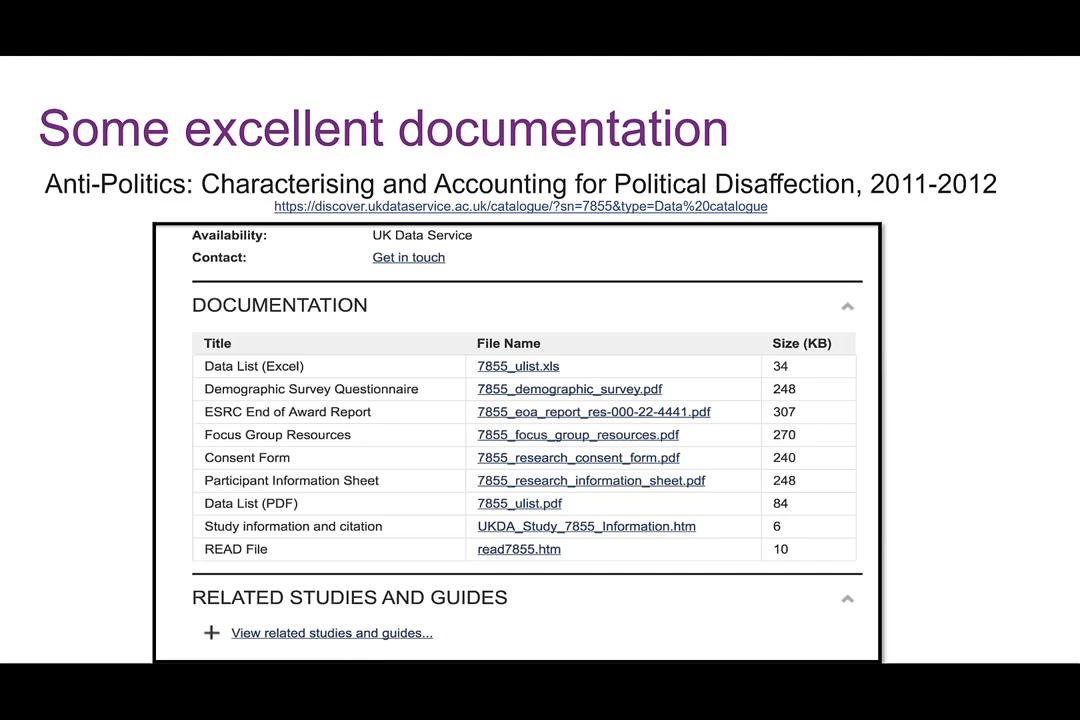 Some excellent documentation
Anti-Politics: Characterising and Accounting for Political Disaffection, 2011-2012
https://discover.ukdataservice.ac.uk/catalogue/?sn=7855&type=Data%20catalogue
Availability: UK Data Service
Contact: Get in touch
DOCUMENTATION
Title File Name Size (KB)
Data List (Excel) 7855_ulist.xls 34
Demographic Survey Questionnaire 7855_demographic_survey.pdf 248
ESRC End of Award Report 7855_eoa_report_res-000-22-4441.pdf 307
Focus Group Resources 7855_focus_group_resources.pdf 270
Consent Form 7855_research_consent_form.pdf 240
Participant Information Sheet 7855_research_information_sheet.pdf 248
Data List (PDF) 7855_ulist.pdf 84
Study information and citation UKDA_Study_7855_Information.htm 6
READ File read7855.htm 10
RELATED STUDIES AND GUIDES
+ View related studies and guides...